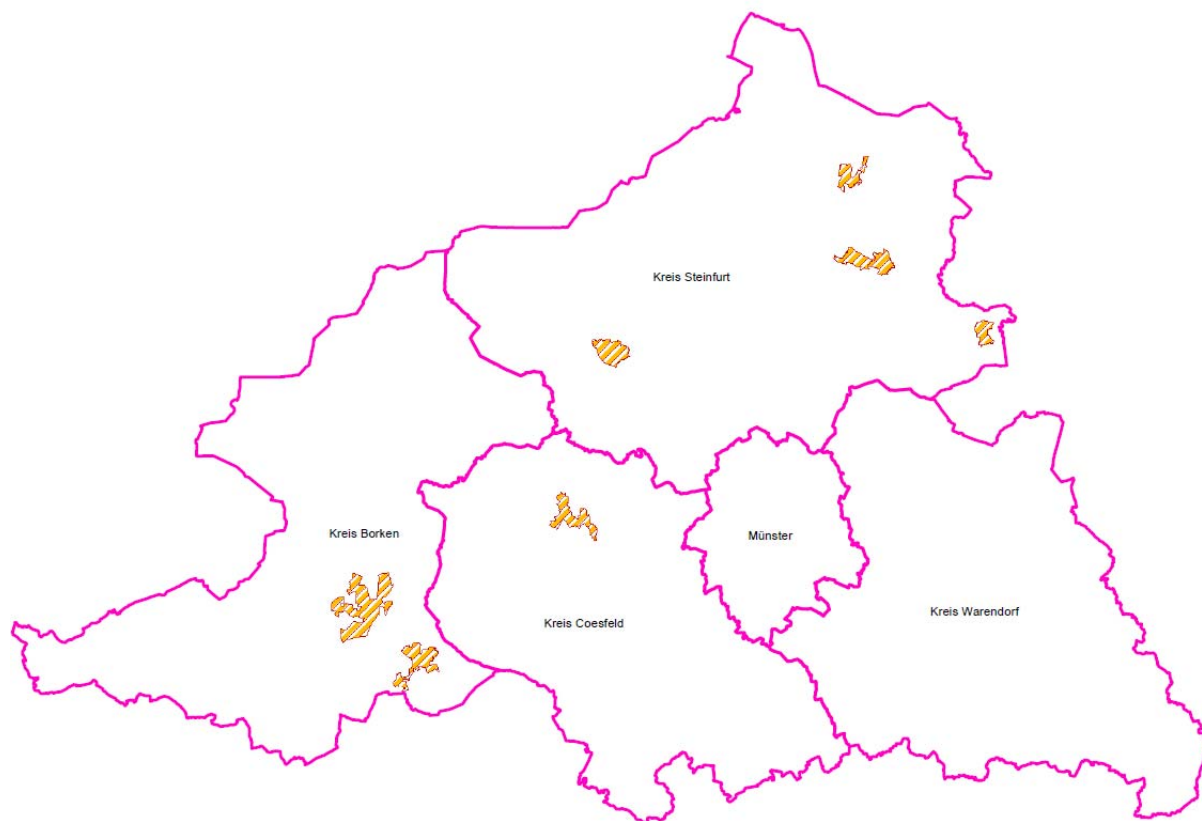 Kreis Steinfurt
Kreis Borken
Münster
Kreis Warendorf
Kreis Coesfeld